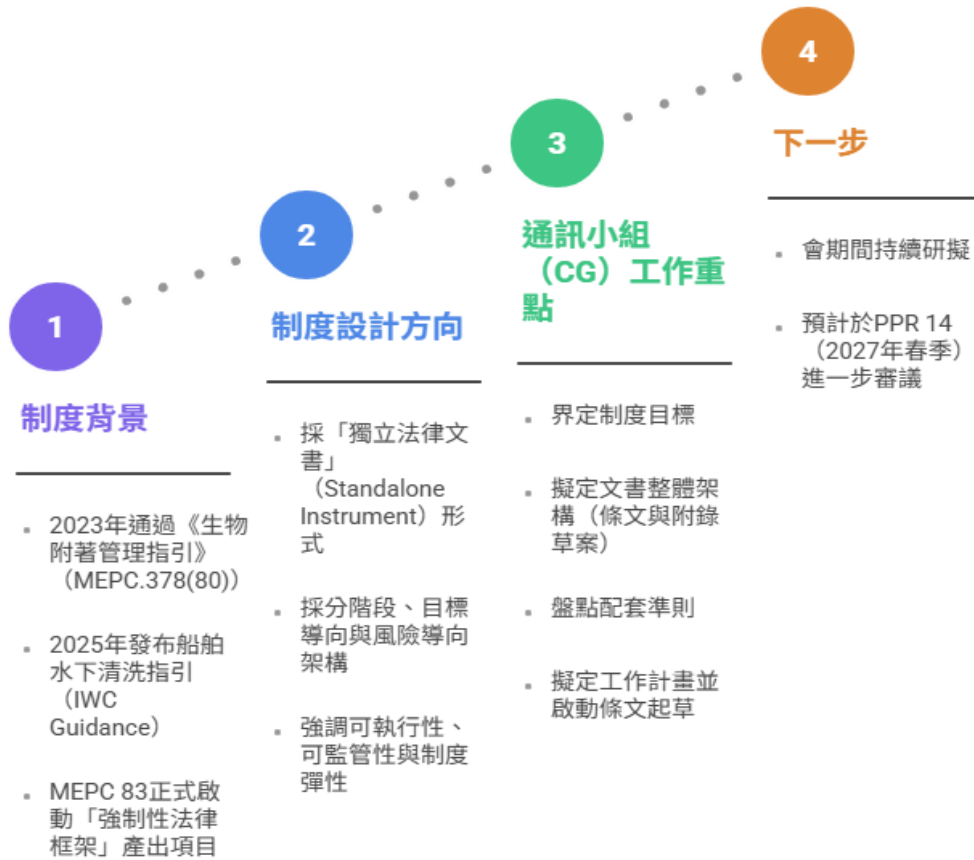 1
制度背景
2023年通過《生物
附著管理指引》
（MEPC.378(80)）
2025年發布船舶
水下清洗指引
（IWC
Guidance）
MEPC 83正式啟
動「強制性法律
框架」產出項目
2
制度設計方向
採「獨立法律文
書」
（Standalone
Instrument）形
式
採分階段、目標
導向與風險導向
架構
強調可執行性、
可監管性與制度
彈性
3
通訊小組
（CG）工作重
點
界定制度目標
擬定文書整體架
構（條文與附錄
草案）
盤點配套準則
擬定工作計畫並
啟動條文起草
4
下一步
會期間持續研擬
預計於PPR 14
（2027年春季）
進一步審議